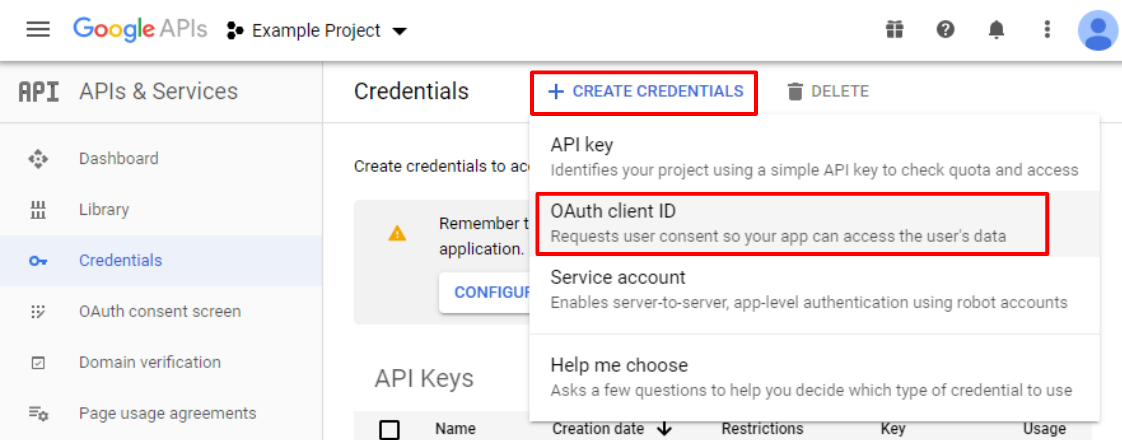 Google APIs Example Project
API APIs & Services
Credentials
CREATE CREDENTIALS
DELETE
Dashboard
Library
Credentials
OAuth consent screen
Domain verification
Page usage agreements
Create credentials to
Remember
application.
API key
Identifies your project using a simple API key to check quota and access
OAuth client ID
Requests user consent so your app can access the user's data
Service account
Enables server-to-server, app-level authentication using robot accounts
Help me choose
Asks a few questions to help you decide which type of credential to use
API Keys
Name
Creation date
Restrictions
Key
Usage